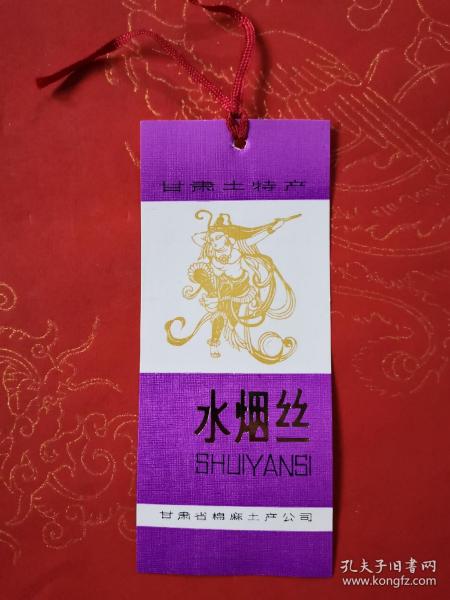 甘肃土特产
水烟丝
SHUIYANSI
甘肃省棉麻土产公司
孔夫子旧书网
www.kongfz.com